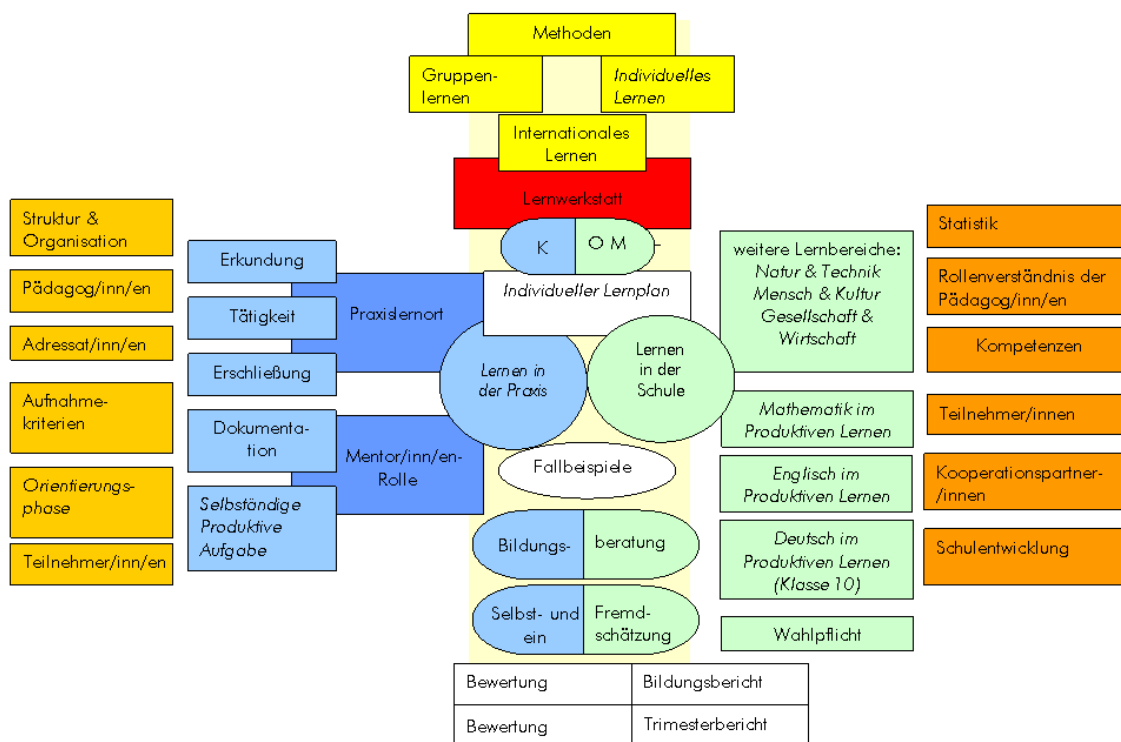 Methoden
Gruppen-
lernen
Individuelles
Lernen
Internationales
Lernen
Lernwerkstatt
K O M -
Individueller Lernplan
Lernen in
der Praxis
Lernen
in der
Schule
Fallbeispiele
Bildungs- beratung
Selbst- und Fremd-
ein schätzung
Bewertung Bildungsbericht
Bewertung Trimesterbericht
Struktur &
Organisation
Pädagog/inn/en
Adressat/inn/en
Aufnahme-
kriterien
Orientierungs-
phase
Teilnehmer/inn/en
Erkundung
Tätigkeit
Erschließung
Dokumenta-
tion
Selbständige
Produktive
Aufgabe
Praxislernort
Mentor/inn/en-
Rolle
weitere Lernbereiche:
Natur & Technik
Mensch & Kultur
Gesellschaft &
Wirtschaft
Mathematik im
Produktiven Lernen
Englisch im
Produktiven Lernen
Deutsch im
Produktiven Lernen
(Klasse 10)
Wahlpflicht
Statistik
Rollenverständnis der
Pädagog/inn/en
Kompetenzen
Teilnehmer/innen
Kooperationspartner-
/innen
Schulentwicklung